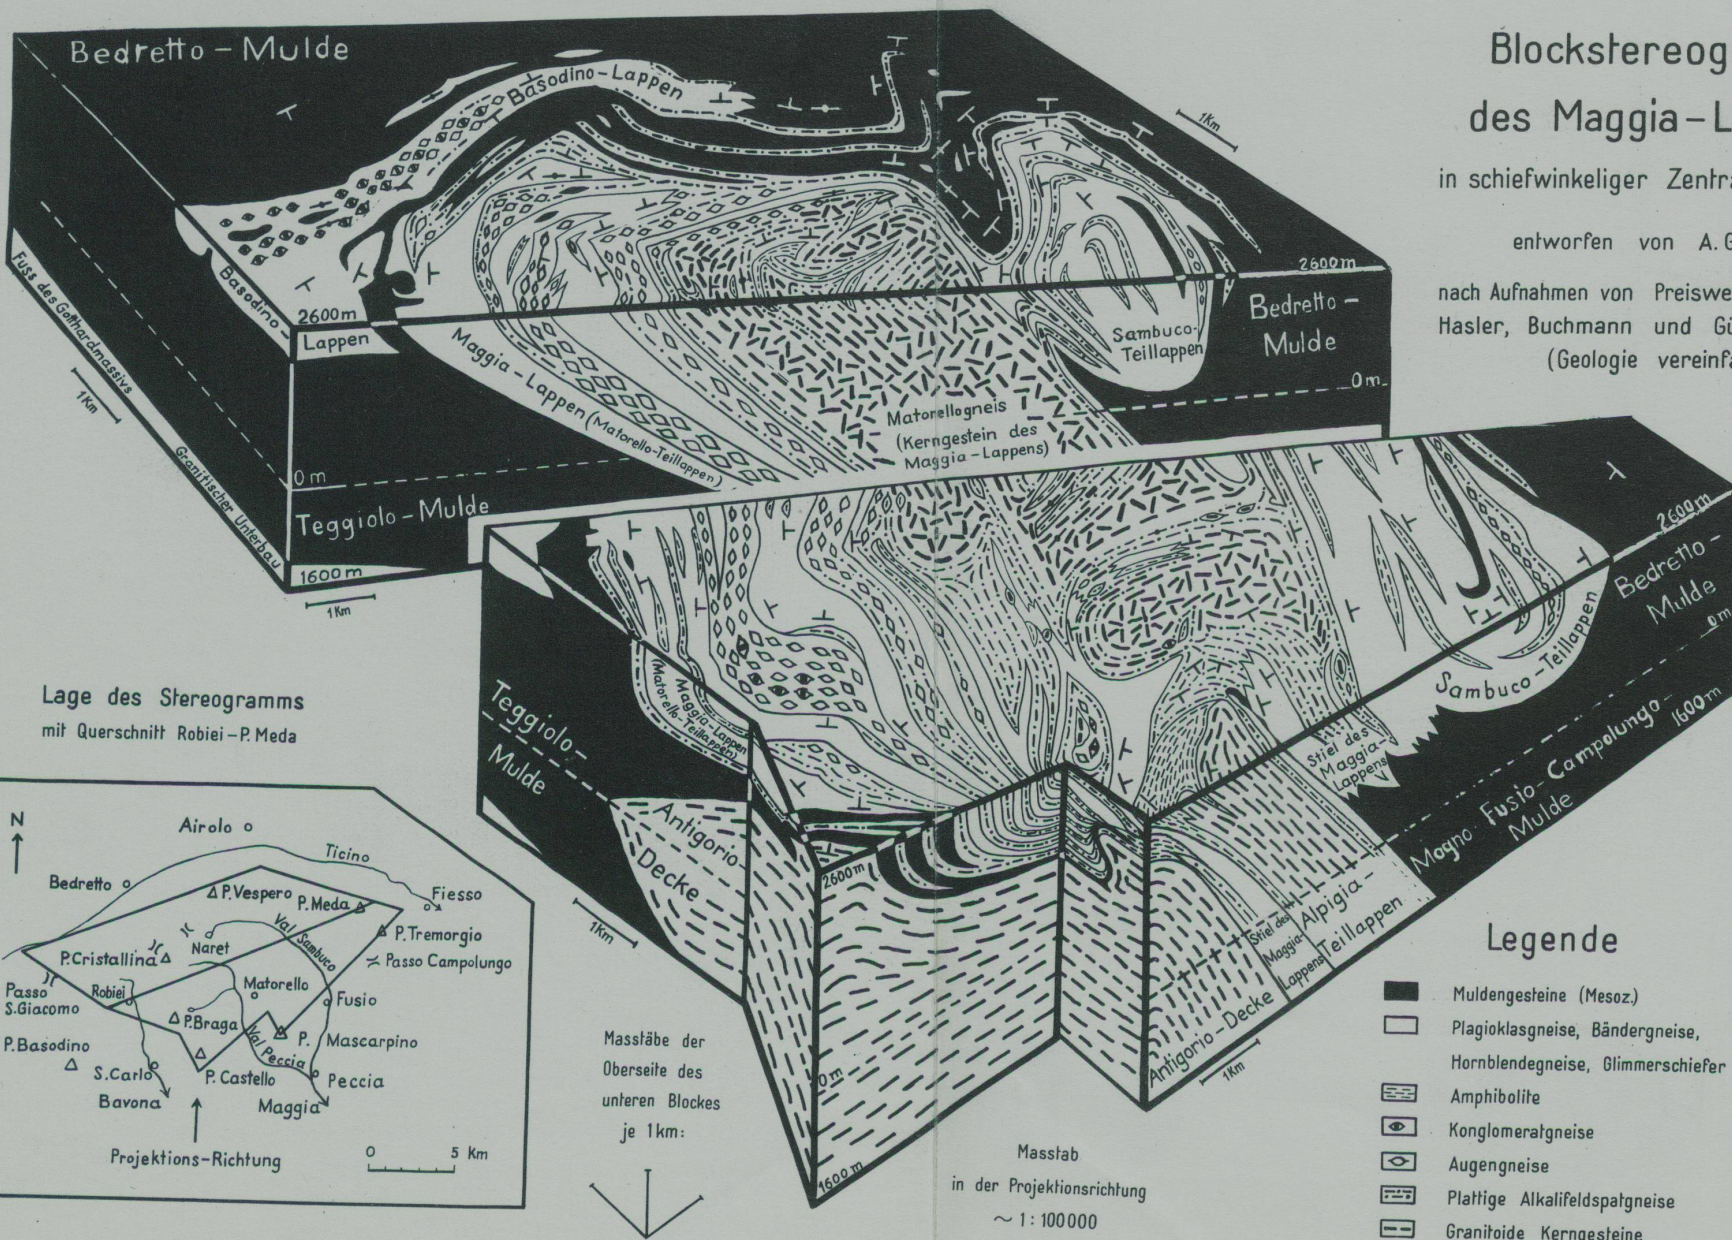 Blockstereog
des Maggia-L
in schiefwinkeliger Zentra
entworfen von A. G
nach Aufnahmen von Preiswe
Hasler, Buchmann und Gü
(Geologie vereinfa
Bedretto-Mulde
Basodino-Lappen
1Km
Basodino-
Lappen
2600m
Fuss des Gotthardmassivs
1Km
Granitischer Unterbau
0m
Teggiolo-Mulde
1600m
1Km
Maggia-Lappen (Matorello-Teillappen)
Matorellogneis
(Kerngestein des
Maggia-Lappens)
Sambuco-
Teillappen
2600m
Bedretto-
Mulde
0m
2600m
Bedretto-
Mulde
0m
Sambuco-Teillappen
1600m
Magno-Fusio-Campolungo-
Mulde
Stiel des
Maggia-
Lappens
Teggiolo-
Mulde
Maggia-Lappen
(Matorello-Teillappen)
Antigorio
Decke
1Km
2600m
0m
1600m
Antigorio-Decke
Stiel des
Maggia-
Lappens
Alpigia-
Teillappen
1Km
Lage des Stereogramms
mit Querschnitt Robiei-P. Meda
N
Airolo
Ticino
Bedretto
P. Vespero
P. Meda
Fiesso
Val Sambuco
P. Tremorgio
Naret
P. Cristallina
Passo Campolungo
Passo
S. Giacomo
Robiei
Matorello
Fusio
P. Braga
P. Mascarpino
P. Basodino
Val Peccia
S. Carlo
P. Castello
Peccia
Bavona
Maggia
Projektions-Richtung
0 5 Km
Masstäbe der
Oberseite des
unteren Blockes
je 1km:
Masstab
in der Projektionsrichtung
~ 1:100000
Legende
Muldengesteine (Mesoz.)
Plagioklasgneise, Bändergneise,
Hornblendegneise, Glimmerschiefer
Amphibolite
Konglomeratgneise
Augengneise
Plattige Alkalifeldspatgneise
Granitoide Kerngesteine